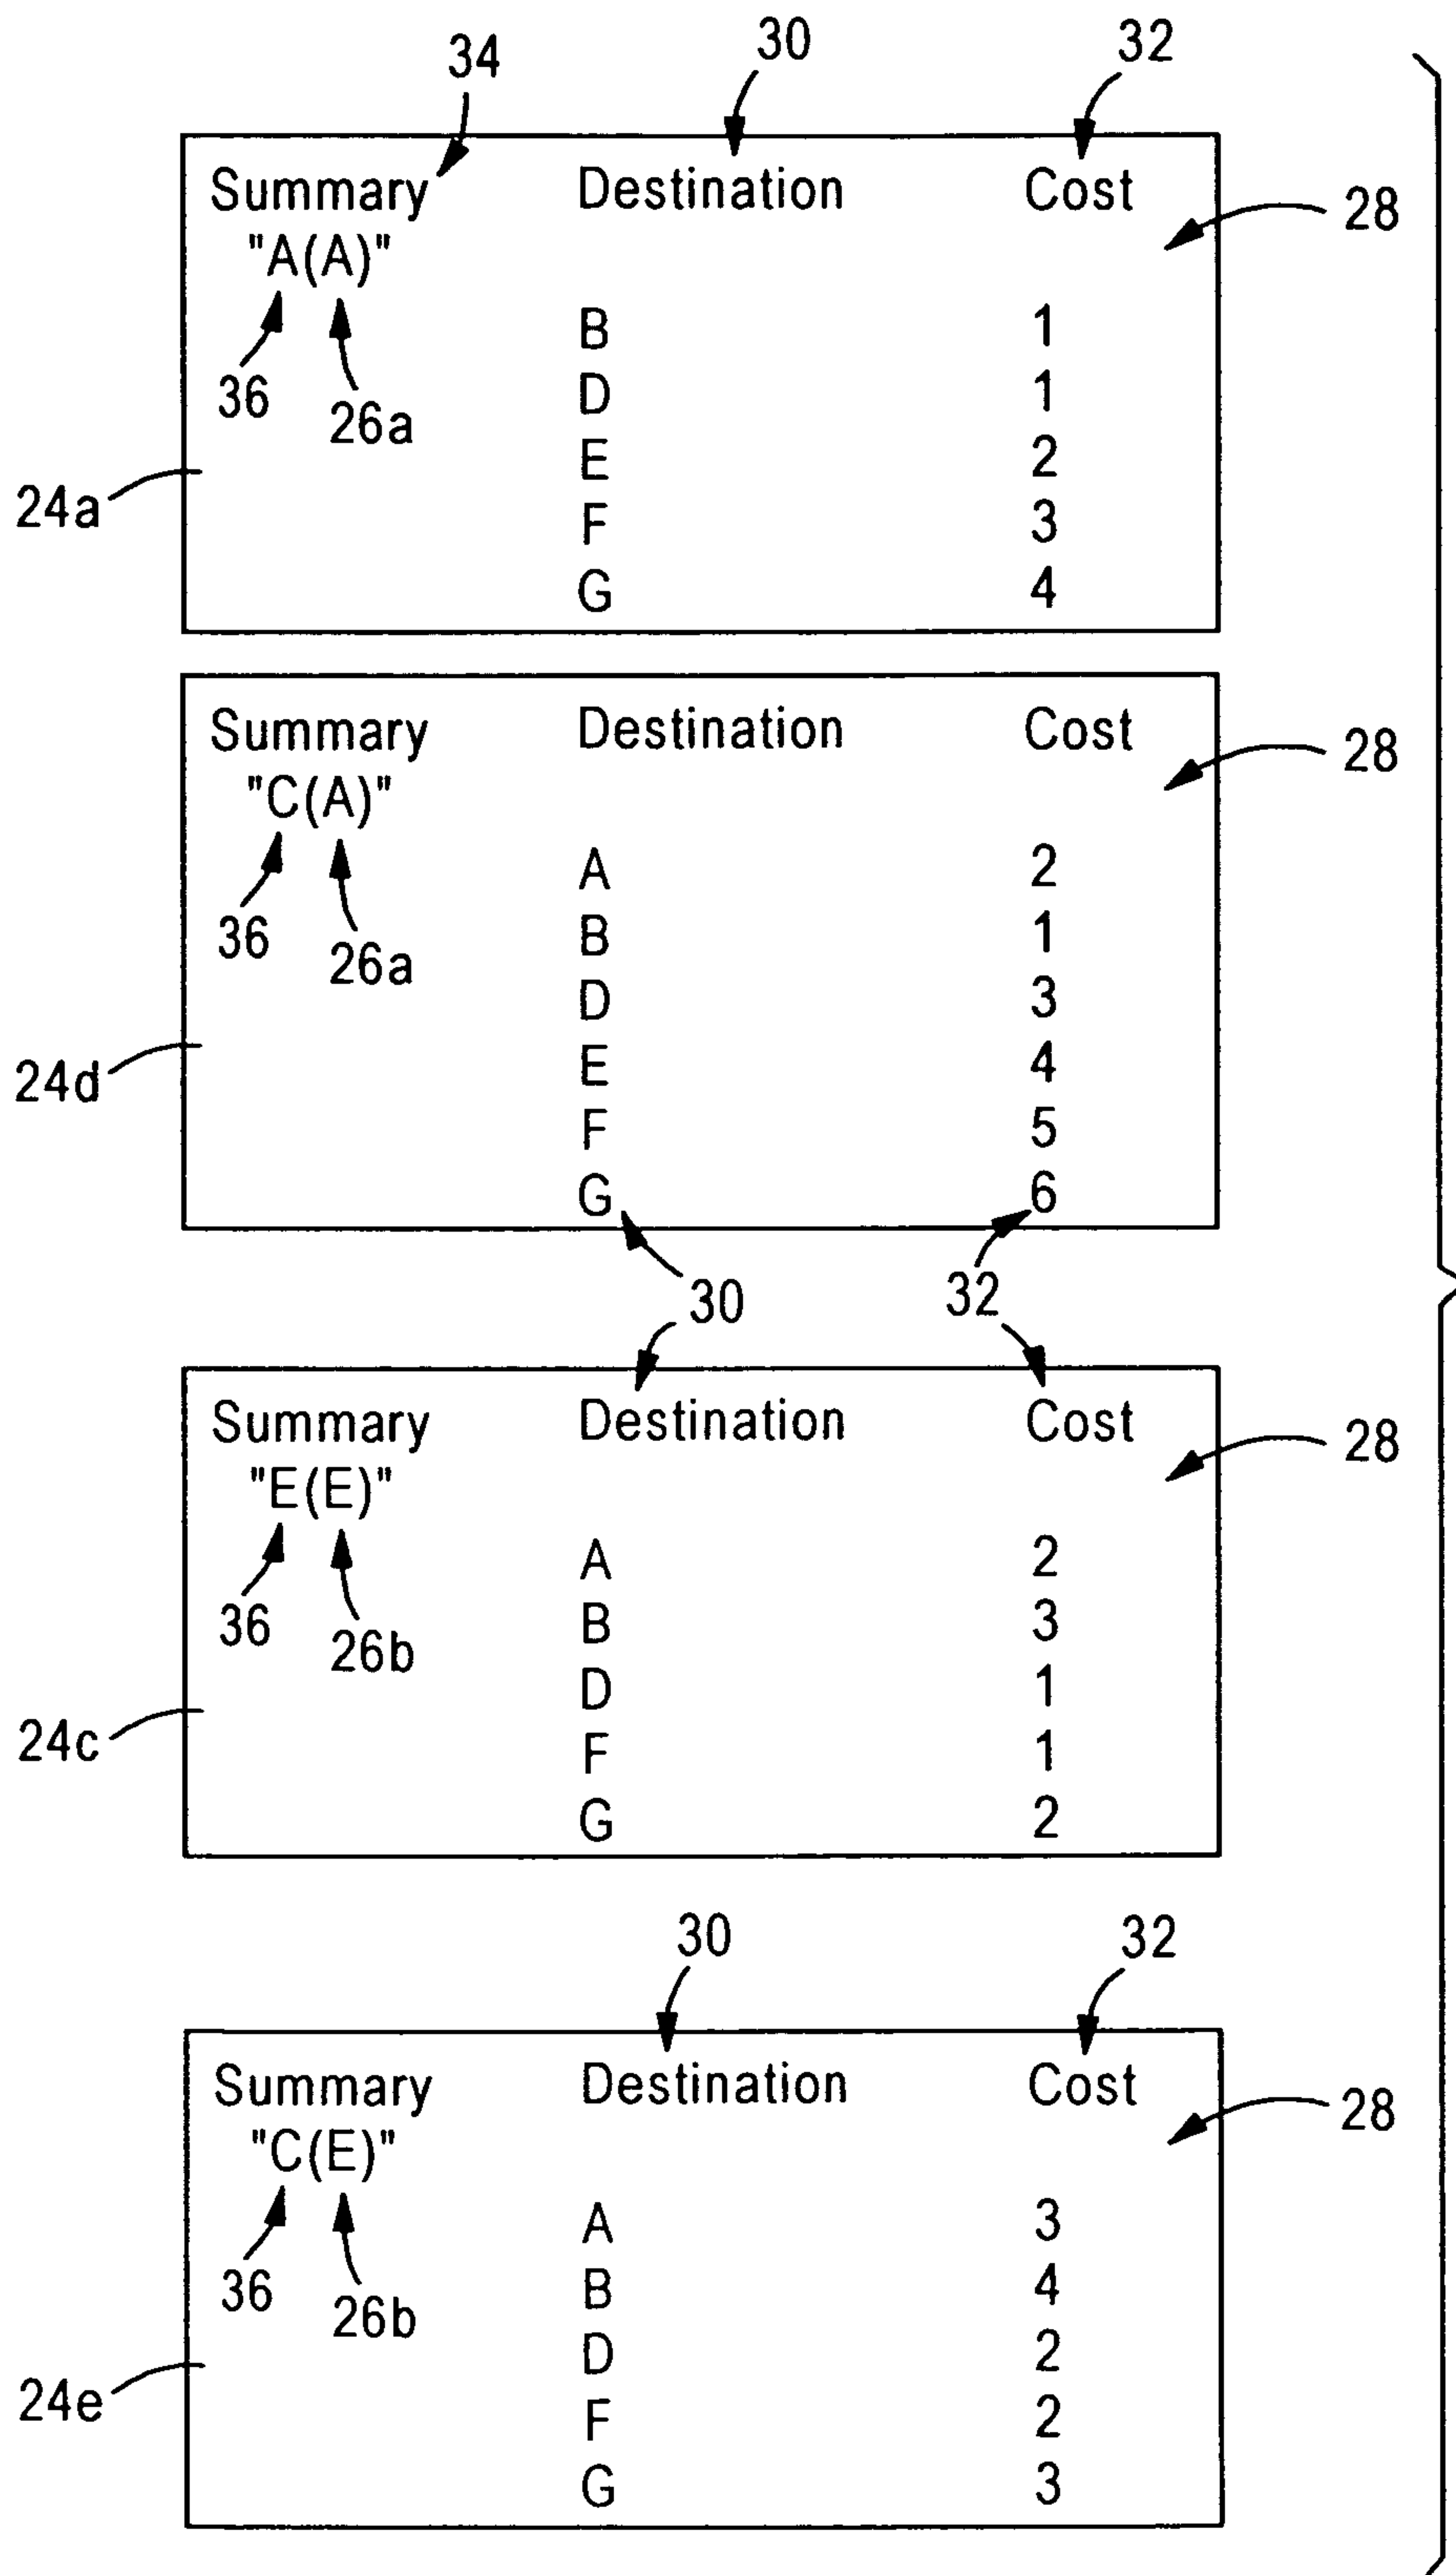 34 30 32
Summary Destination Cost
28
"A(A)"
B 1
36 26a D 1
E 2
24a F 3
G 4
Summary Destination Cost
28
"C(A)"
A 2
36 26a B 1
D 3
24d E 4
F 5
G 6
30 32
Summary Destination Cost
28
"E(E)"
A 2
36 26b B 3
D 1
24c F 1
G 2
30 32
Summary Destination Cost
28
"C(E)"
A 3
36 26b B 4
D 2
24e F 2
G 3